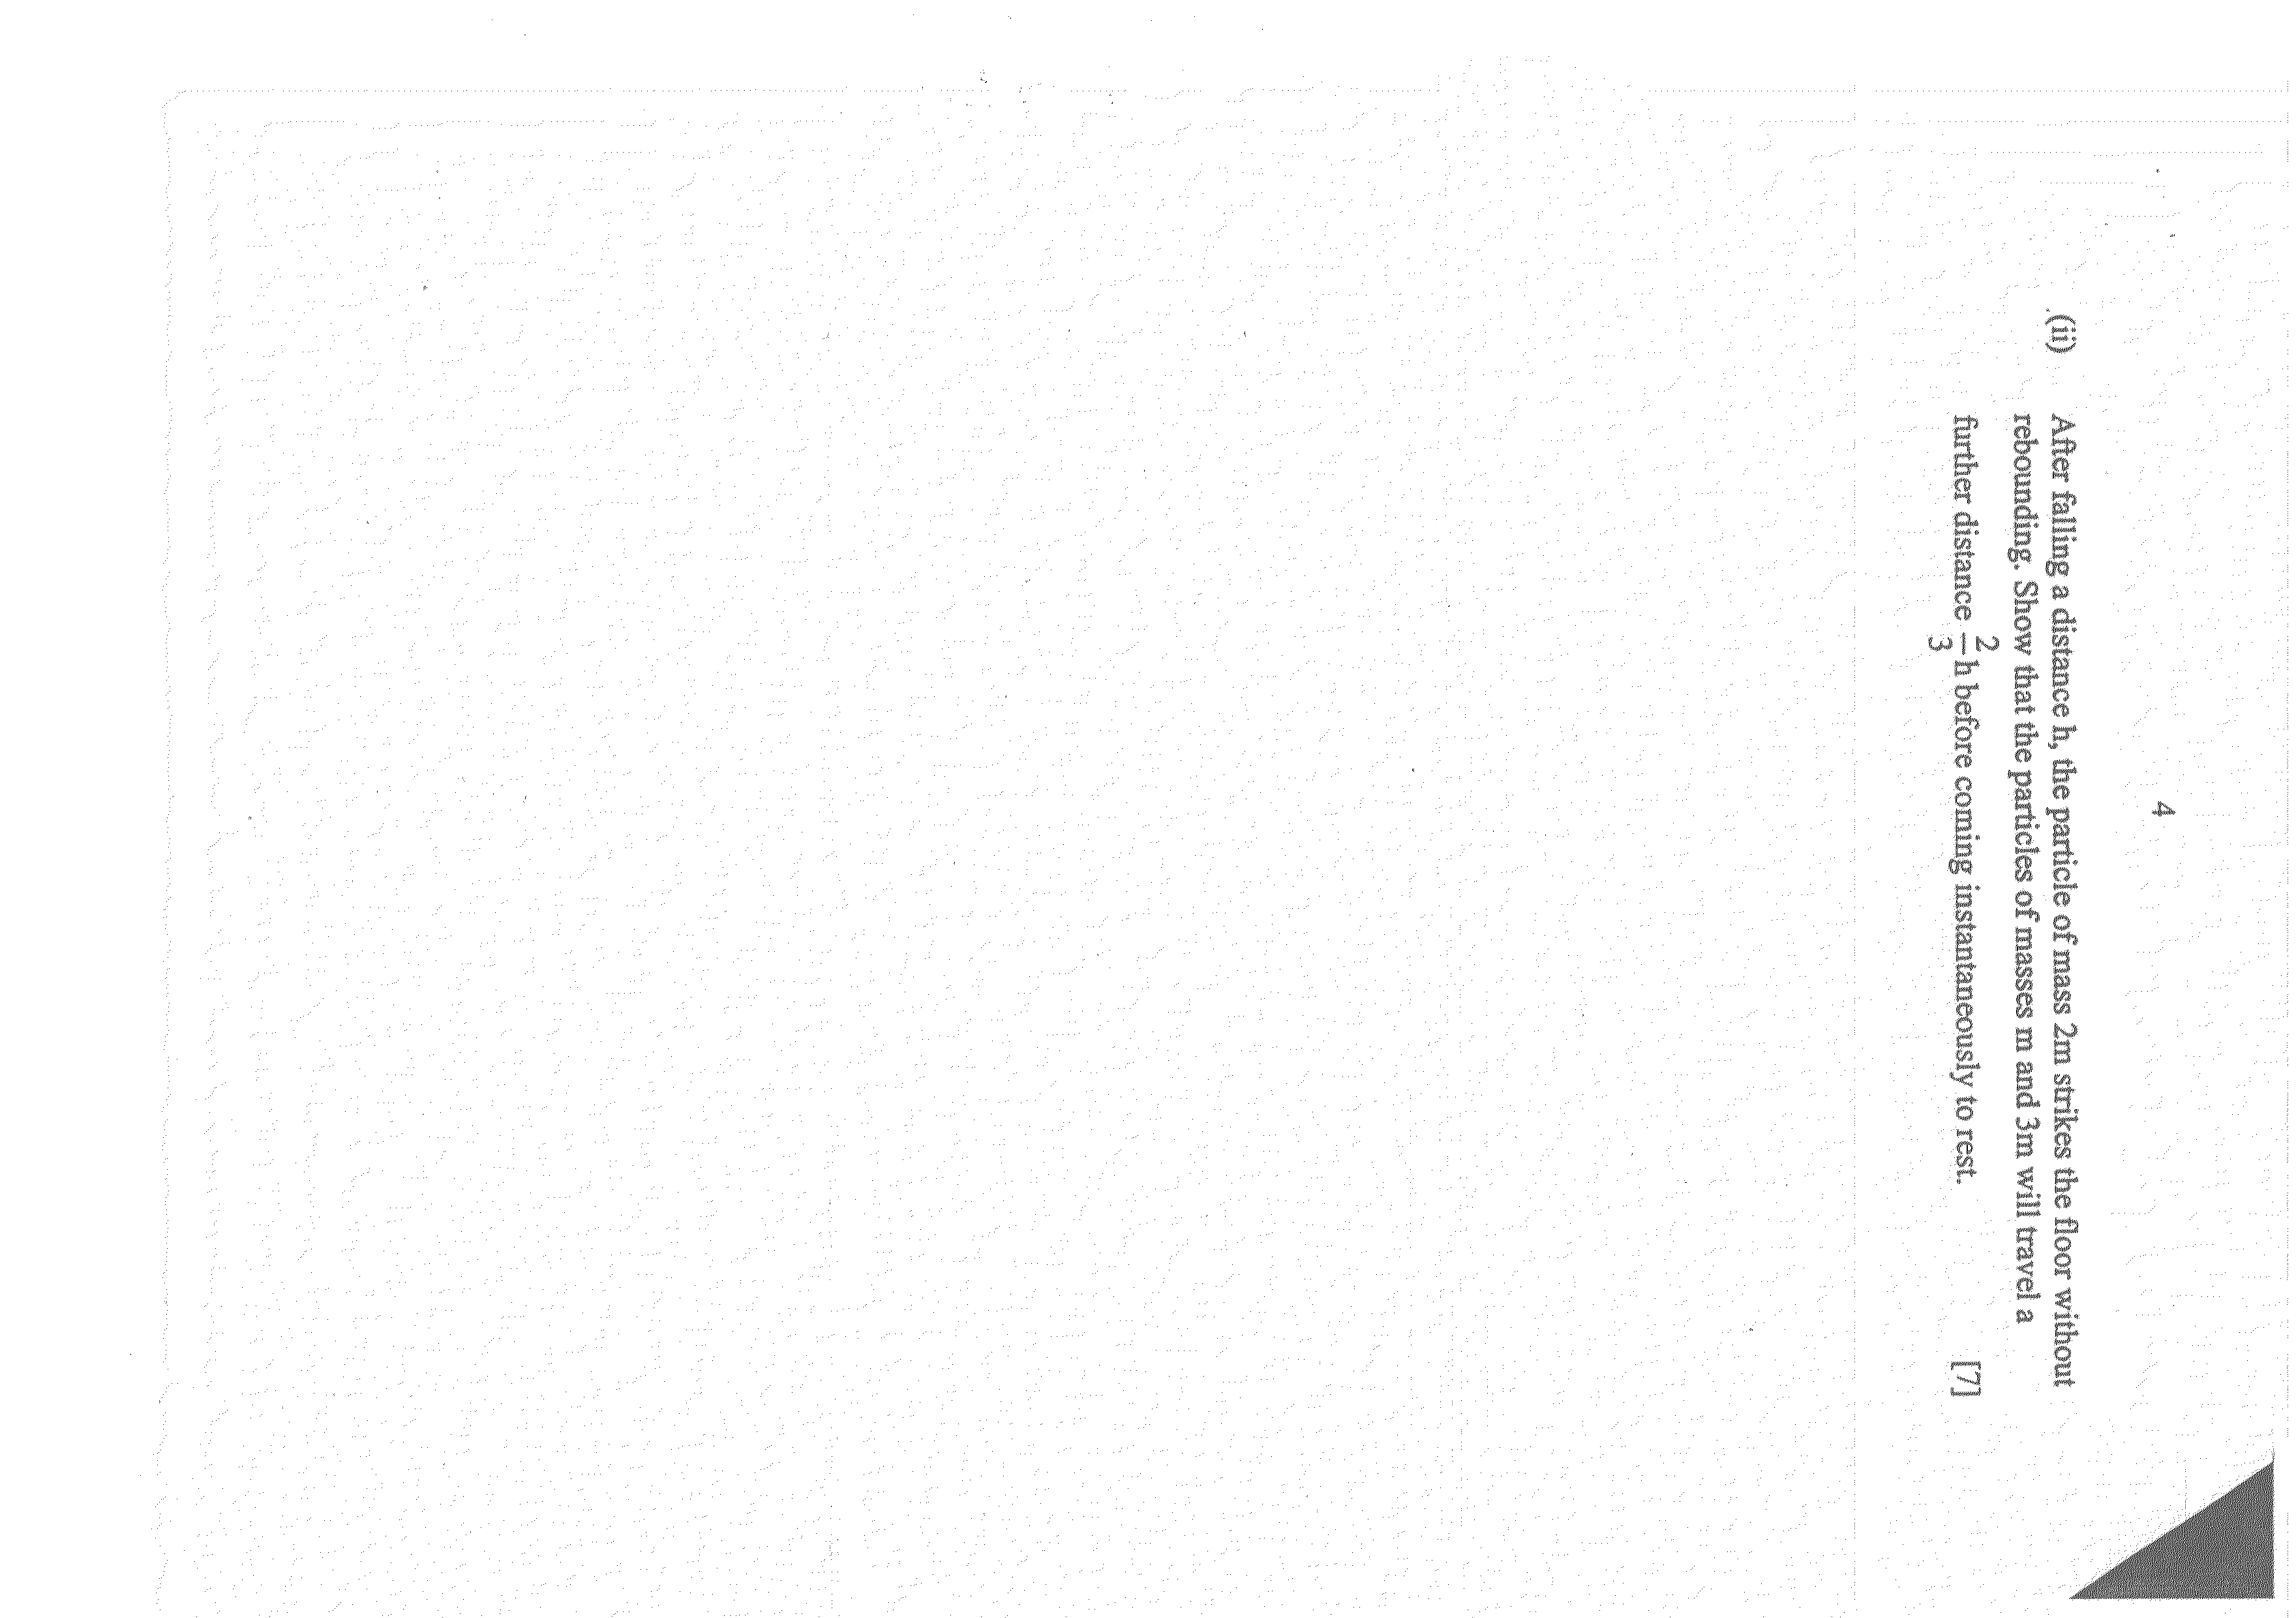 4
(ii) After falling a distance h, the particle of mass 2m strikes the floor without
rebounding. Show that the particles of masses m and 3m will travel a
further distance 2/3 h before coming instantaneously to rest. [7]